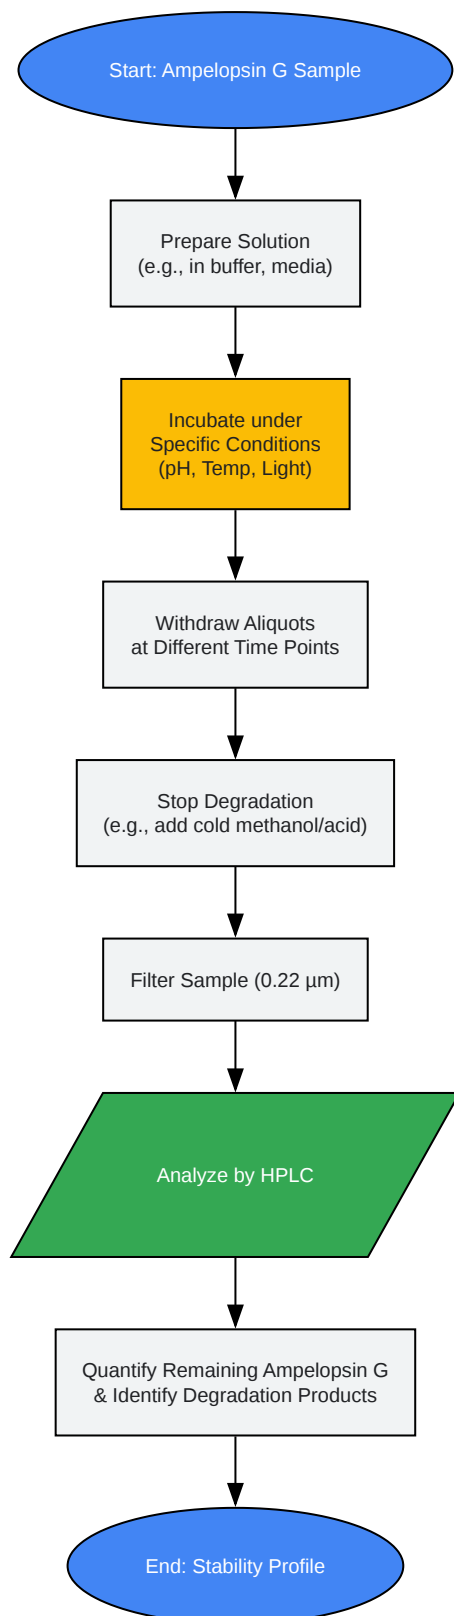 Start: Ampelopsin G Sample
Prepare Solution
(e.g., in buffer, media)
Incubate under
Specific Conditions
(pH, Temp, Light)
Withdraw Aliquots
at Different Time Points
Stop Degradation
(e.g., add cold methanol/acid)
Filter Sample (0.22 µm)
Analyze by HPLC
Quantify Remaining Ampelopsin G
& Identify Degradation Products
End: Stability Profile